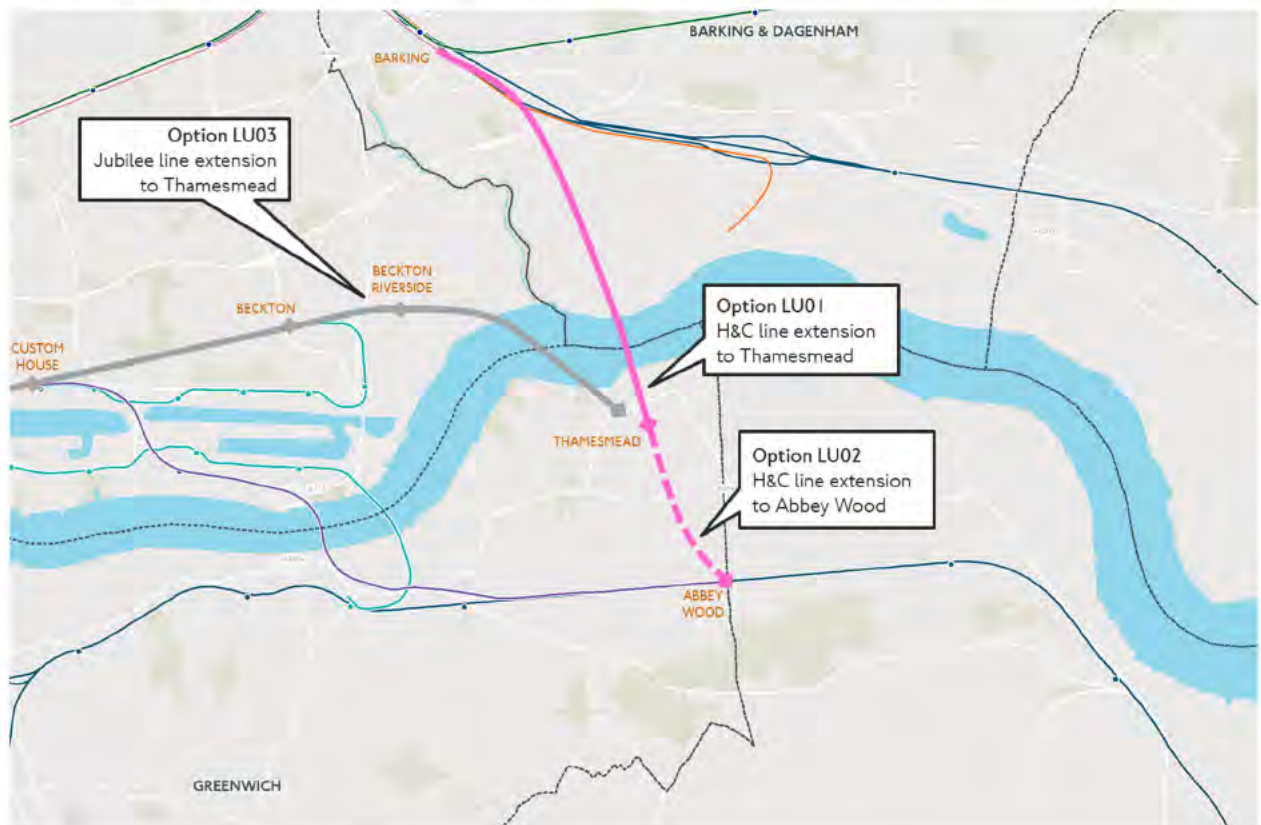 BARKING & DAGENHAM
BARKING
Option LU03
Jubilee line extension
to Thamesmead
BECKTON
RIVERSIDE
BECKTON
CUSTOM
HOUSE
Option LU01
H&C line extension
to Thamesmead
THAMESMEAD
Option LU02
H&C line extension
to Abbey Wood
ABBEY
WOOD
GREENWICH